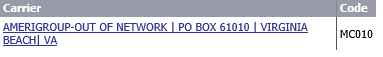 Carrier Code
AMERIGROUP-OUT OF NETWORK | PO BOX 61010 | VIRGINIA MC010
BEACH| VA